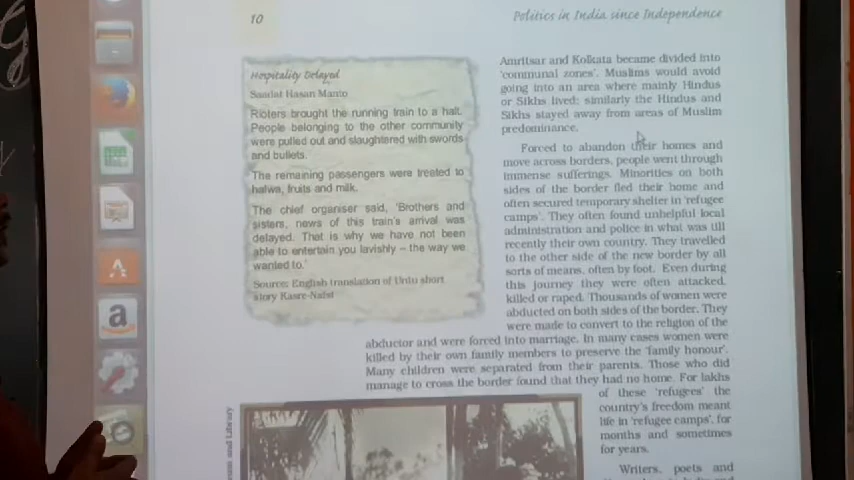 10
Politics in India since Independence
Hospitality Delayed
Saadat Hasan Manto
Rioters brought the running train to a halt.
People belonging to the other community
were pulled out and slaughtered with swords
and bullets.
The remaining passengers were treated to
halwa, fruits and milk.
The chief organiser said, 'Brothers and
sisters, news of this train's arrival was
delayed. That is why we have not been
able to entertain you lavishly – the way we
wanted to.'
Source: English translation of Urdu short
story Kasre-Nafsi
Amritsar and Kolkata became divided into
'communal zones'. Muslims would avoid
going into an area where mainly Hindus
or Sikhs lived; similarly the Hindus and
Sikhs stayed away from areas of Muslim
predominance.
Forced to abandon their homes and
move across borders, people went through
immense sufferings. Minorities on both
sides of the border fled their home and
often secured temporary shelter in 'refugee
camps'. They often found unhelpful local
administration and police in what was till
recently their own country. They travelled
to the other side of the new border by all
sorts of means, often by foot. Even during
this journey they were often attacked,
killed or raped. Thousands of women were
abducted on both sides of the border. They
were made to convert to the religion of the
abductor and were forced into marriage. In many cases women were
killed by their own family members to preserve the 'family honour'.
Many children were separated from their parents. Those who did
manage to cross the border found that they had no home. For lakhs
of these 'refugees' the
country's freedom meant
life in 'refugee camps', for
months and sometimes
for years.
Writers, poets and
and Library